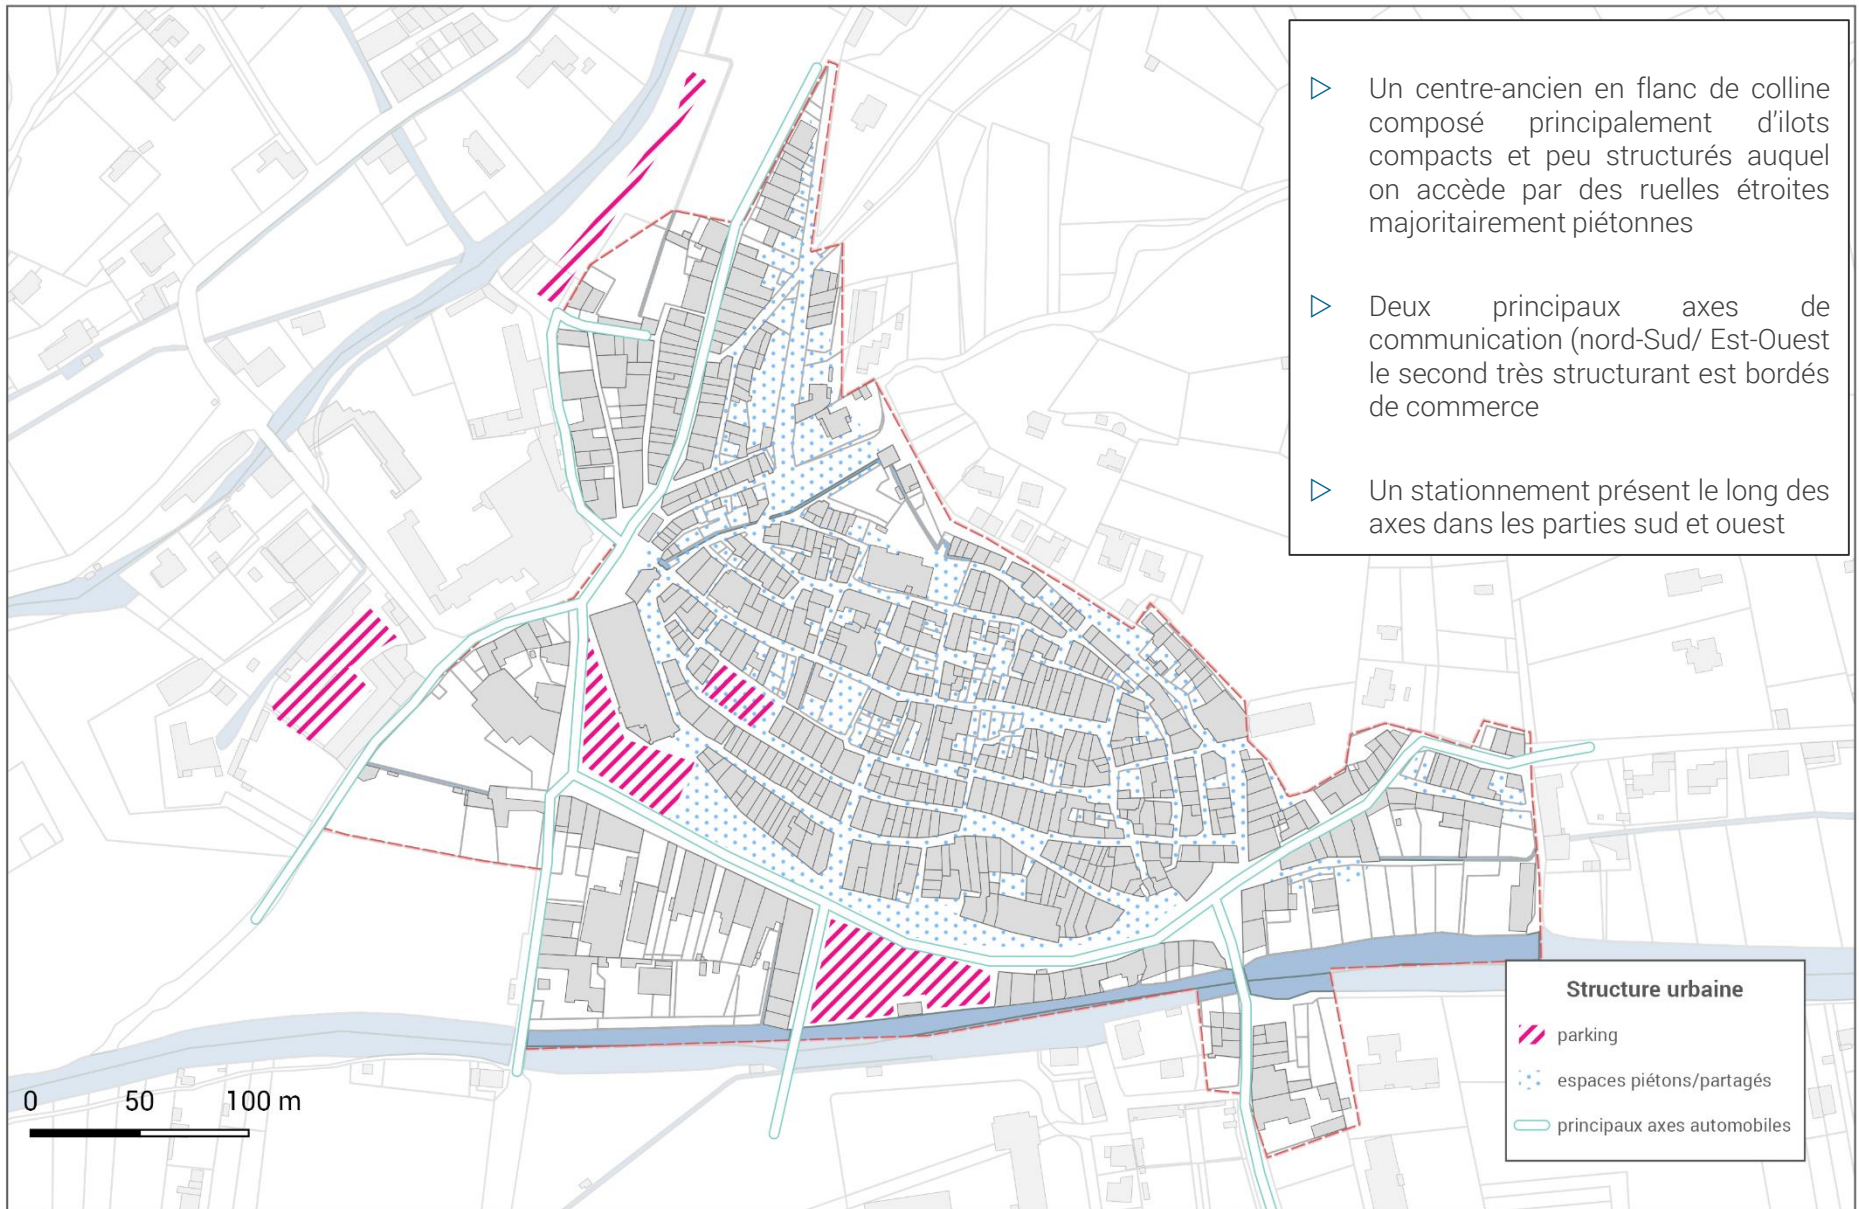 ▷ Un centre-ancien en flanc de colline
composé principalement d'ilots
compacts et peu structurés auquel
on accède par des ruelles étroites
majoritairement piétonnes
▷ Deux principaux axes de
communication (nord-Sud/ Est-Ouest
le second très structurant est bordés
de commerce
▷ Un stationnement présent le long des
axes dans les parties sud et ouest
Structure urbaine
parking
espaces piétons/partagés
principaux axes automobiles
0 50 100 m